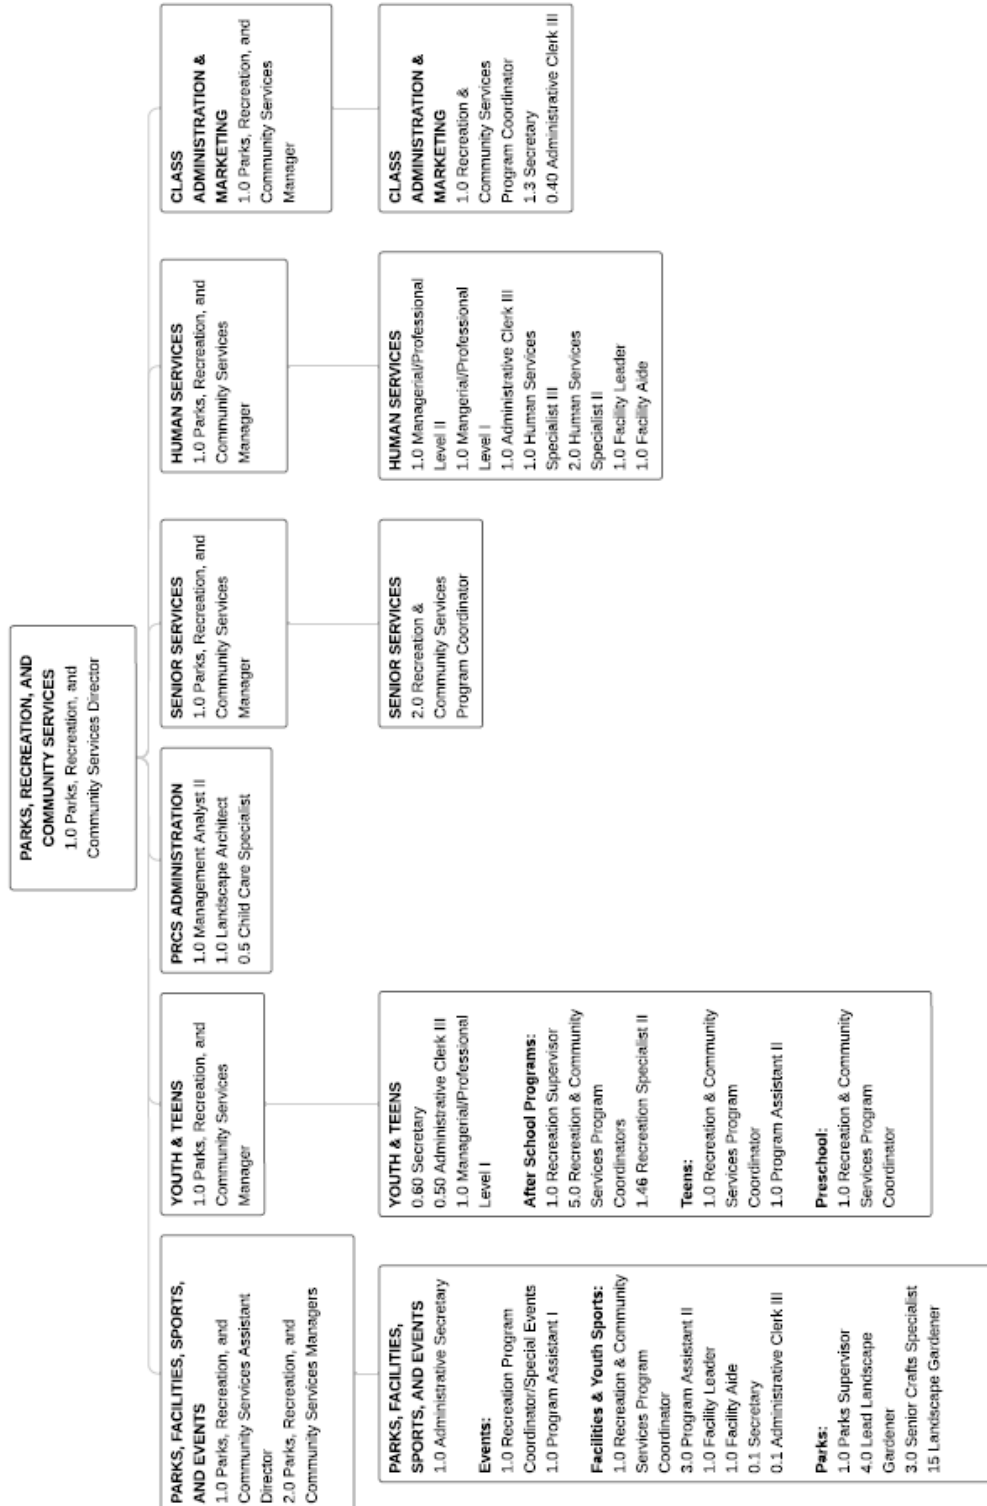 PARKS, RECREATION, AND
COMMUNITY SERVICES
1.0 Parks, Recreation, and
Community Services Director
PARKS, FACILITIES, SPORTS,
AND EVENTS
1.0 Parks, Recreation, and
Community Services Assistant
Director
2.0 Parks, Recreation, and
Community Services Managers
PARKS, FACILITIES,
SPORTS, AND EVENTS
1.0 Administrative Secretary
Events:
1.0 Recreation Program
Coordinator/Special Events
1.0 Program Assistant I
Facilities & Youth Sports:
1.0 Recreation & Community
Services Program
Coordinator
3.0 Program Assistant II
1.0 Facility Leader
1.0 Facility Aide
0.1 Secretary
0.1 Administrative Clerk III
Parks:
1.0 Parks Supervisor
4.0 Lead Landscape
Gardener
3.0 Senior Crafts Specialist
15 Landscape Gardener
YOUTH & TEENS
1.0 Parks, Recreation, and
Community Services
Manager
YOUTH & TEENS
0.60 Secretary
0.50 Administrative Clerk III
1.0 Managerial/Professional
Level I
After School Programs:
1.0 Recreation Supervisor
5.0 Recreation & Community
Services Program
Coordinators
1.46 Recreation Specialist II
Teens:
1.0 Recreation & Community
Services Program
Coordinator
1.0 Program Assistant II
Preschool:
1.0 Recreation & Community
Services Program
Coordinator
PRCS ADMINISTRATION
1.0 Management Analyst II
1.0 Landscape Architect
0.5 Child Care Specialist
SENIOR SERVICES
1.0 Parks, Recreation, and
Community Services
Manager
SENIOR SERVICES
2.0 Recreation &
Community Services
Program Coordinator
HUMAN SERVICES
1.0 Parks, Recreation, and
Community Services
Manager
HUMAN SERVICES
1.0 Managerial/Professional
Level II
1.0 Mangerial/Professional
Level I
1.0 Administrative Clerk III
1.0 Human Services
Specialist III
2.0 Human Services
Specialist II
1.0 Facility Leader
1.0 Facility Aide
CLASS
ADMINISTRATION &
MARKETING
1.0 Parks, Recreation, and
Community Services
Manager
CLASS
ADMINISTRATION &
MARKETING
1.0 Recreation &
Community Services
Program Coordinator
1.3 Secretary
0.40 Administrative Clerk III